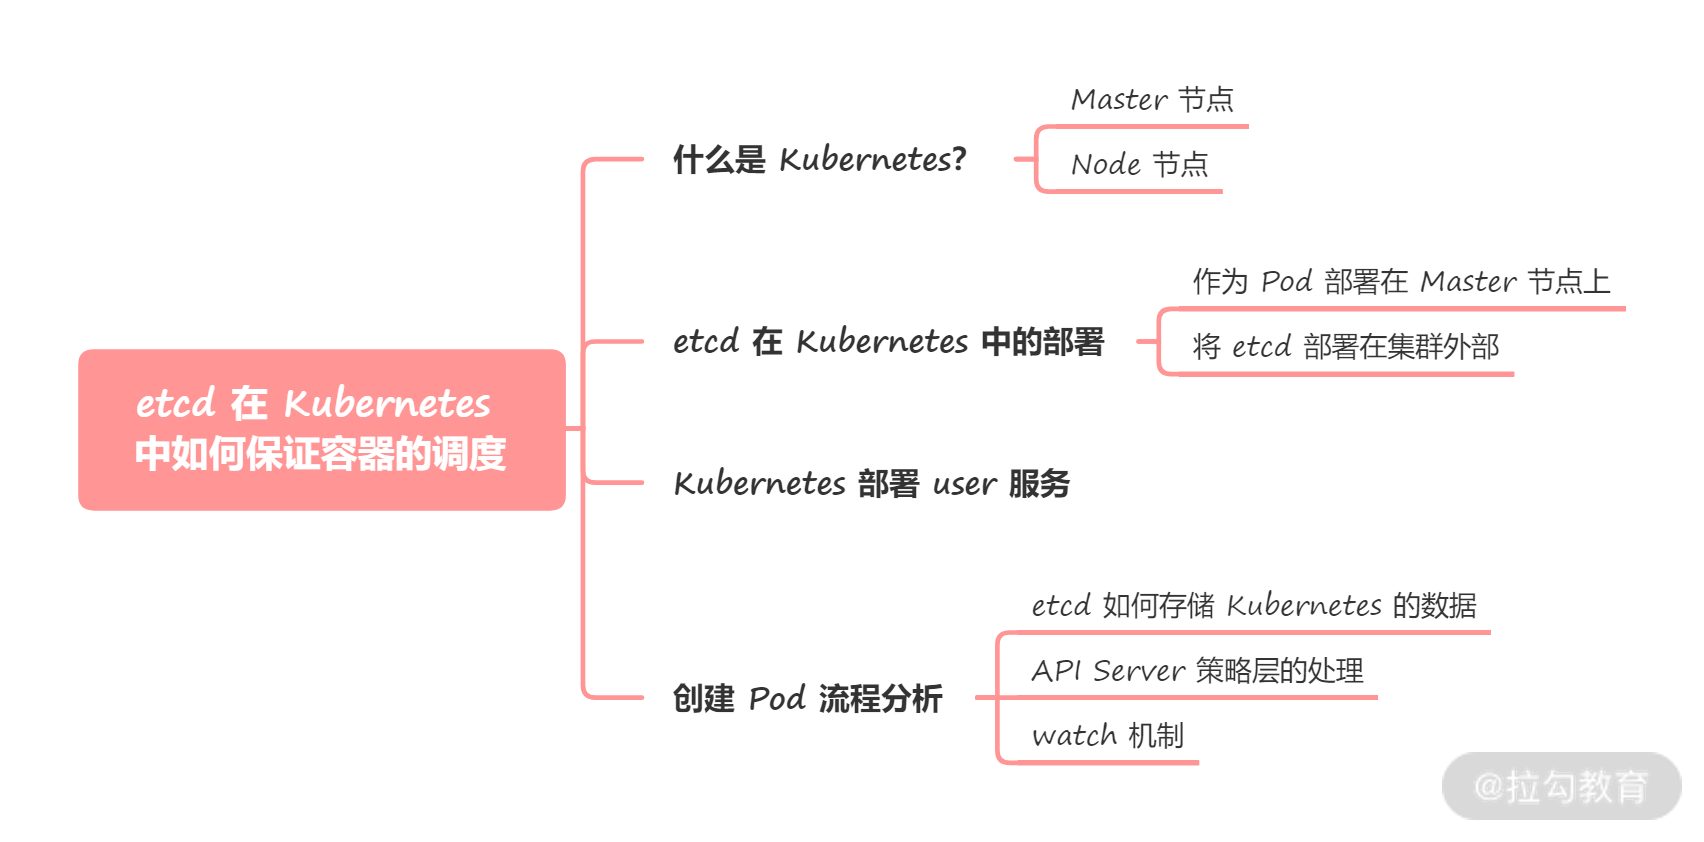 etcd 在 Kubernetes
中如何保证容器的调度
什么是 Kubernetes?
Master 节点
Node 节点
etcd 在 Kubernetes 中的部署
作为 Pod 部署在 Master 节点上
将 etcd 部署在集群外部
Kubernetes 部署 user 服务
创建 Pod 流程分析
etcd 如何存储 Kubernetes 的数据
API Server 策略层的处理
watch 机制
@拉勾教育